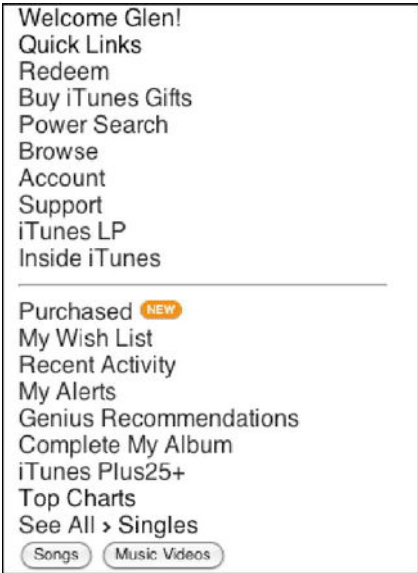 Welcome Glen!
Quick Links
Redeem
Buy iTunes Gifts
Power Search
Browse
Account
Support
iTunes LP
Inside iTunes
Purchased NEW
My Wish List
Recent Activity
My Alerts
Genius Recommendations
Complete My Album
iTunes Plus25+
Top Charts
See All › Singles
Songs Music Videos